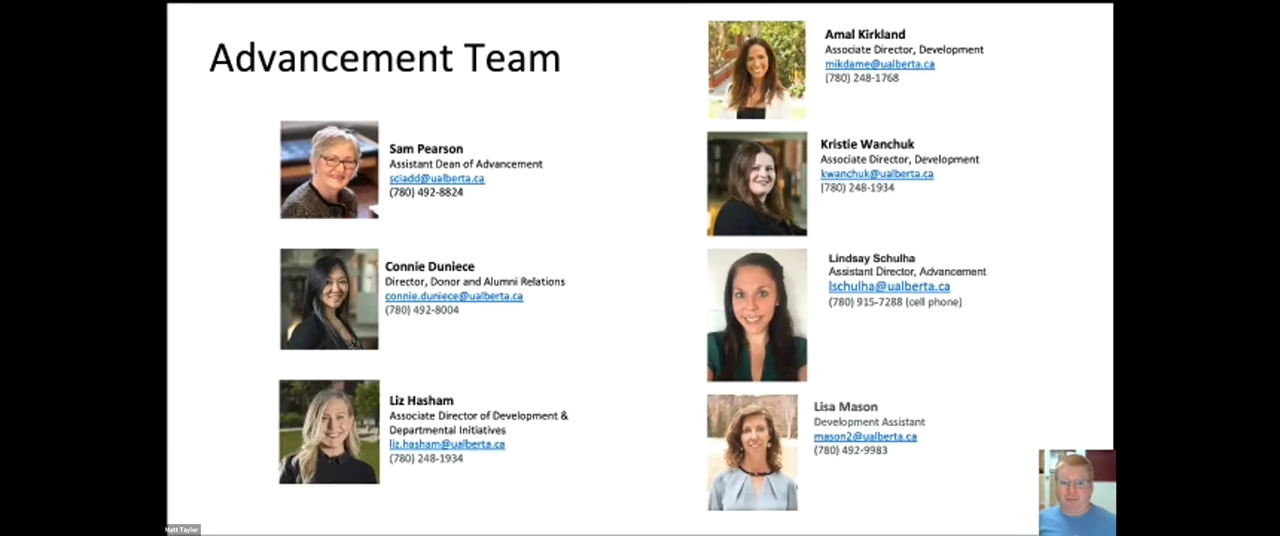 Advancement Team
Sam Pearson
Assistant Dean of Advancement
sciadd@ualberta.ca
(780) 492-8824
Connie Duniece
Director, Donor and Alumni Relations
connie.duniece@ualberta.ca
(780) 492-8004
Liz Hasham
Associate Director of Development &
Departmental Initiatives
liz.hasham@ualberta.ca
(780) 248-1934
Amal Kirkland
Associate Director, Development
mikdame@ualberta.ca
(780) 248-1768
Kristie Wanchuk
Associate Director, Development
kwanchuk@ualberta.ca
(780) 248-1934
Lindsay Schulha
Assistant Director, Advancement
lschulha@ualberta.ca
(780) 915-7288 (cell phone)
Lisa Mason
Development Assistant
mason2@ualberta.ca
(780) 492-9983
Matt Taylor